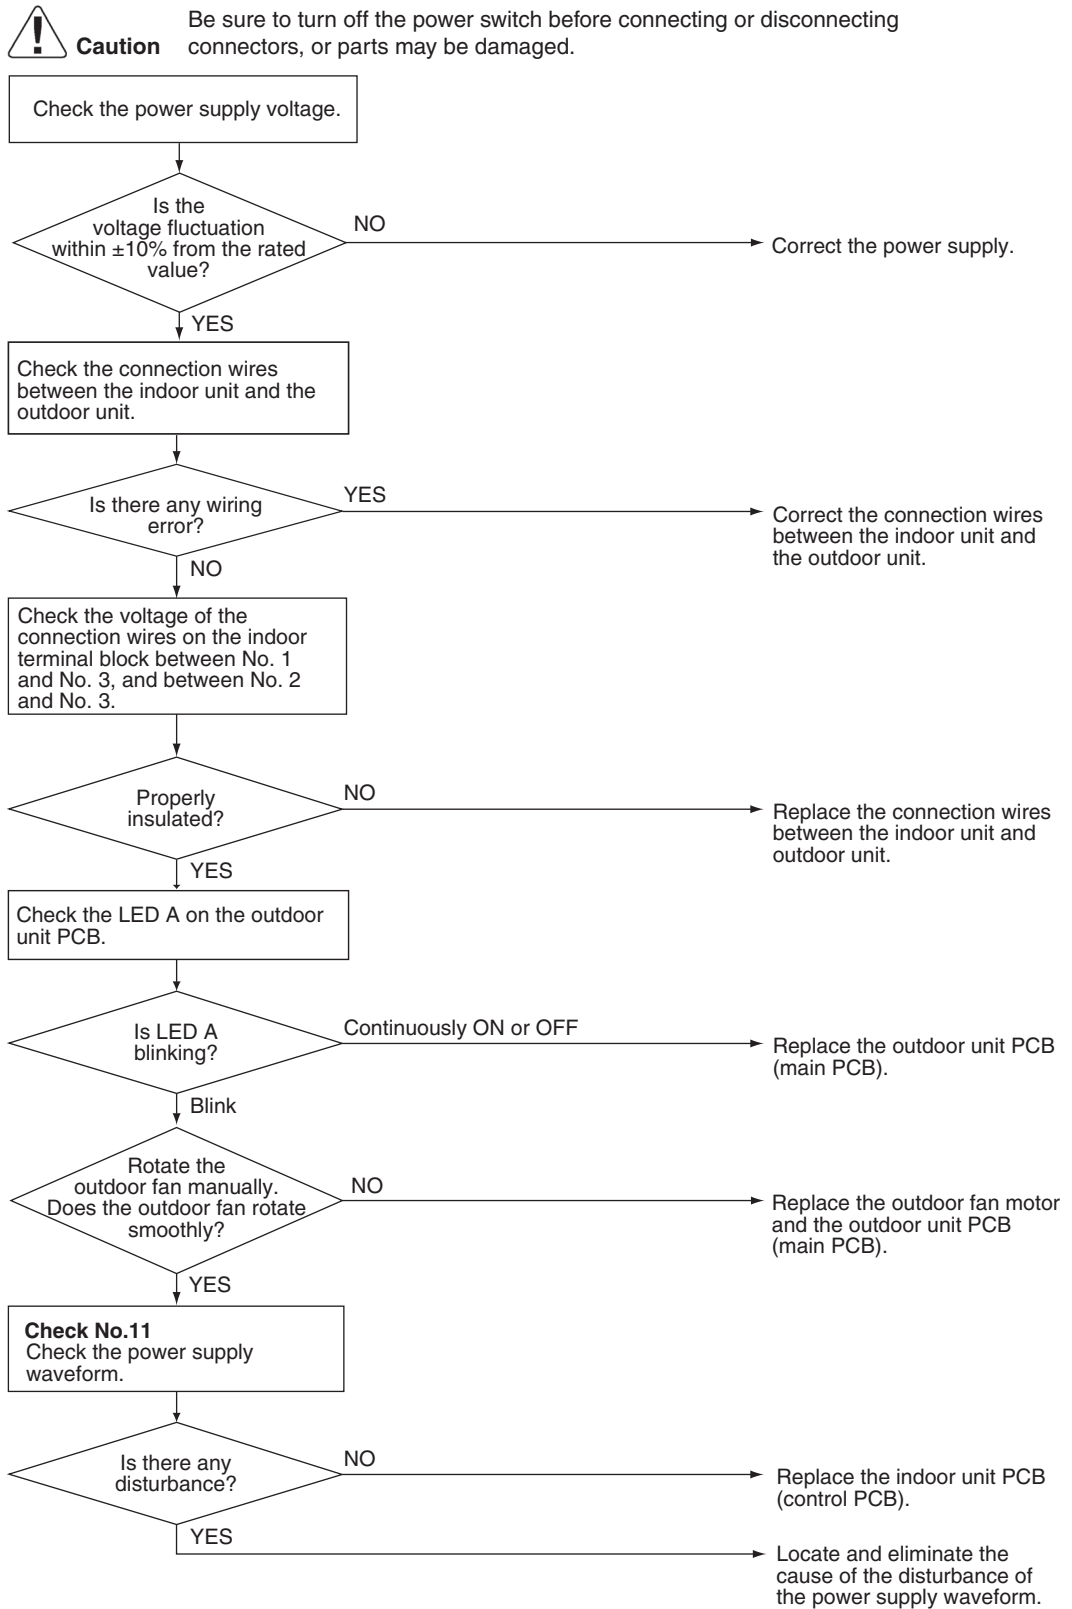 Be sure to turn off the power switch before connecting or disconnecting
Caution connectors, or parts may be damaged.
Check the power supply voltage.
Is the
voltage fluctuation
within ±10% from the rated
value?
NO
Correct the power supply.
YES
Check the connection wires
between the indoor unit and the
outdoor unit.
Is there any wiring
error?
YES
Correct the connection wires
between the indoor unit and
the outdoor unit.
NO
Check the voltage of the
connection wires on the indoor
terminal block between No. 1
and No. 3, and between No. 2
and No. 3.
Properly
insulated?
NO
Replace the connection wires
between the indoor unit and
outdoor unit.
YES
Check the LED A on the outdoor
unit PCB.
Is LED A
blinking?
Continuously ON or OFF
Replace the outdoor unit PCB
(main PCB).
Blink
Rotate the
outdoor fan manually.
Does the outdoor fan rotate
smoothly?
NO
Replace the outdoor fan motor
and the outdoor unit PCB
(main PCB).
YES
Check No.11
Check the power supply
waveform.
Is there any
disturbance?
NO
Replace the indoor unit PCB
(control PCB).
YES
Locate and eliminate the
cause of the disturbance of
the power supply waveform.